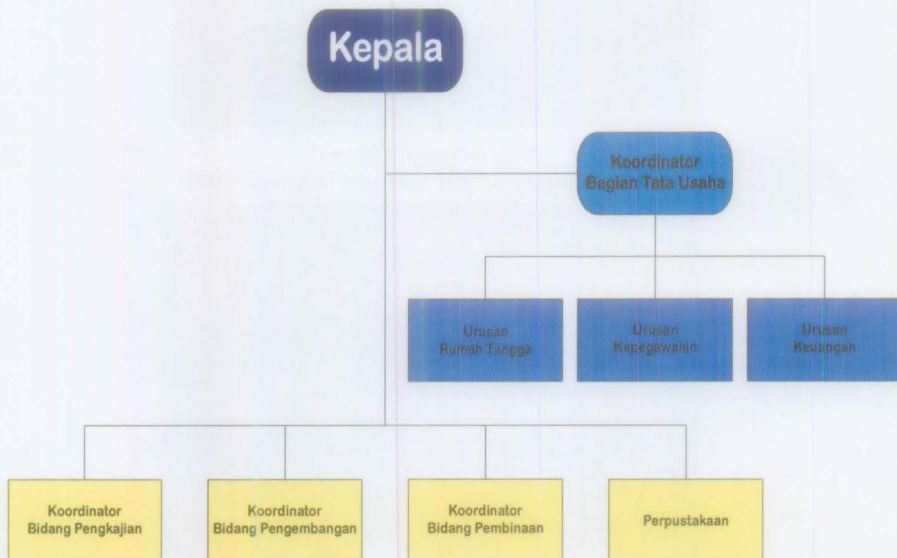 Kepala
Koordinator
Bagian Tata Usaha
Urusan
Rumah Tangga
Urusan
Kepegawaian
Urusan
Keuangan
Koordinator
Bidang Pengkajian
Koordinator
Bidang Pengembangan
Koordinator
Bidang Pembinaan
Perpustakaan